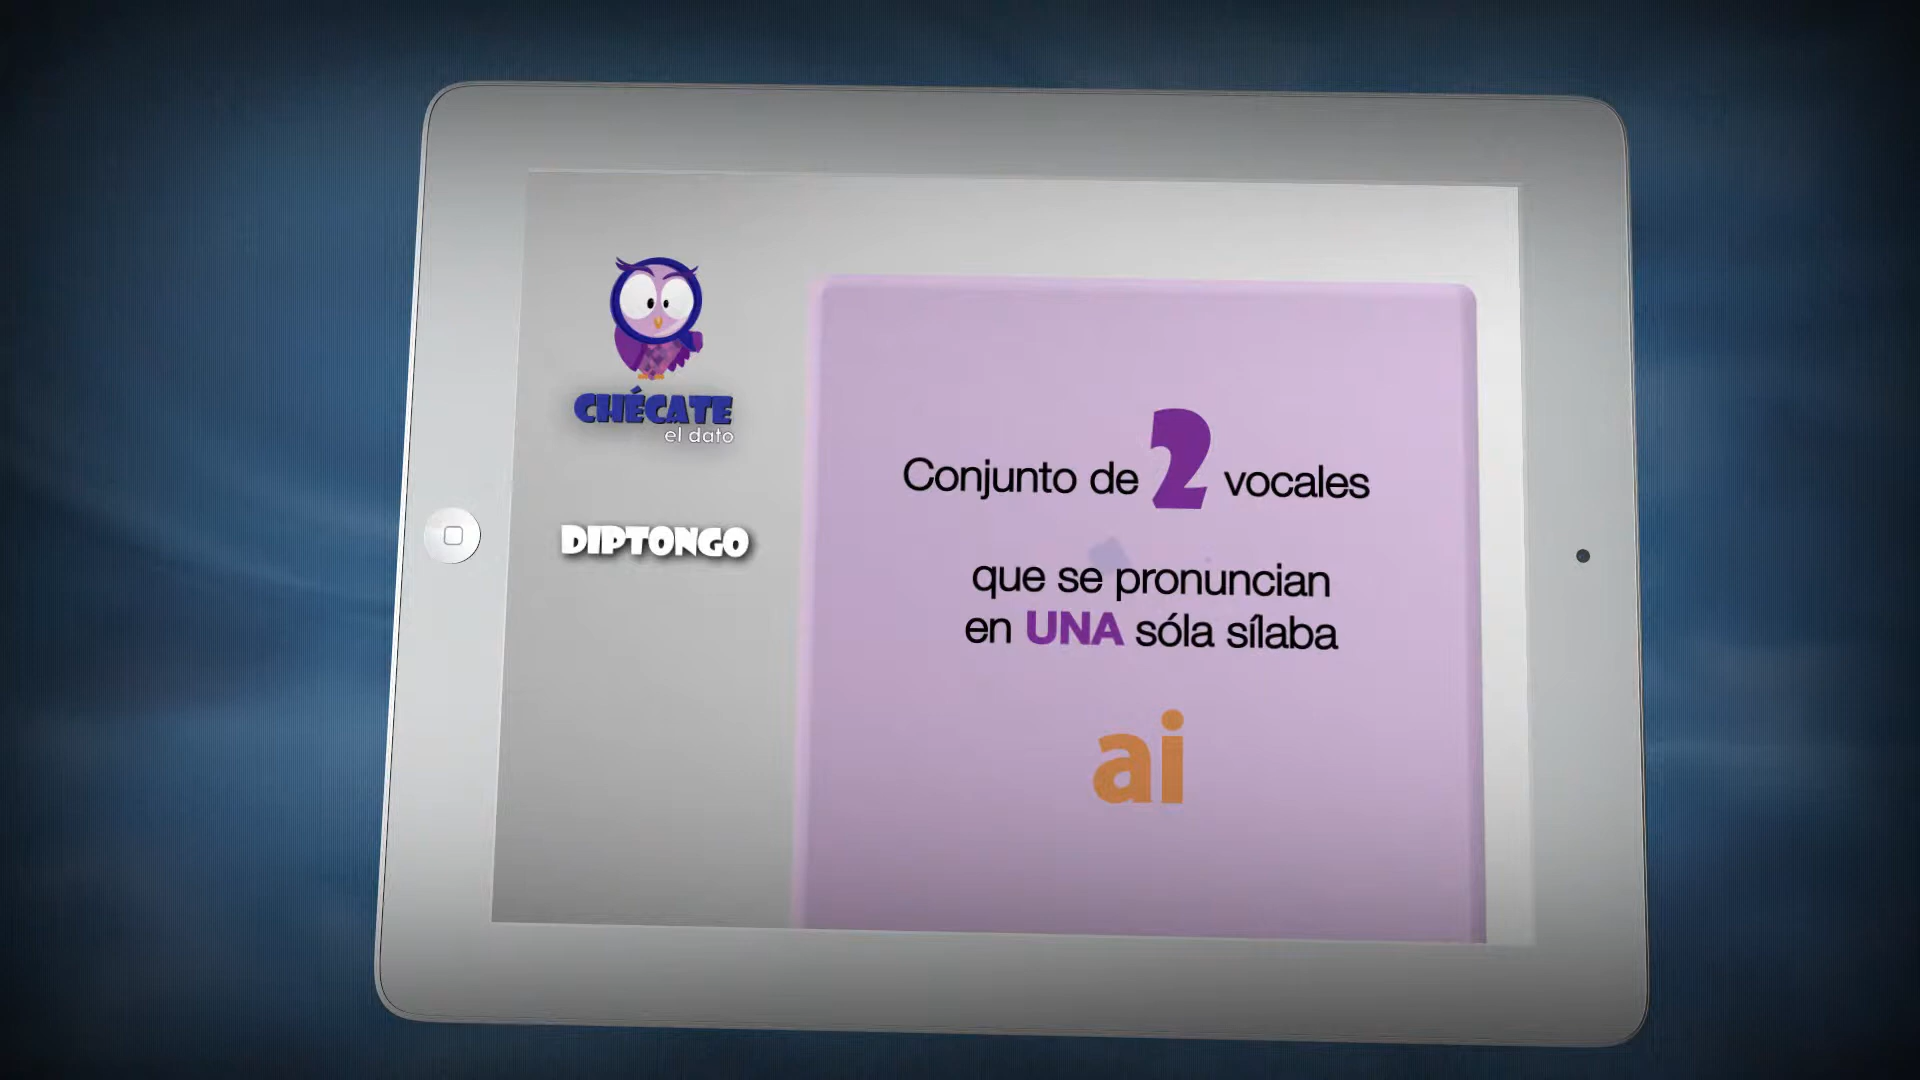 CHÉCATE
el dato
DIPTONGO
Conjunto de 2 vocales
que se pronuncian
en UNA sóla sílaba
ai